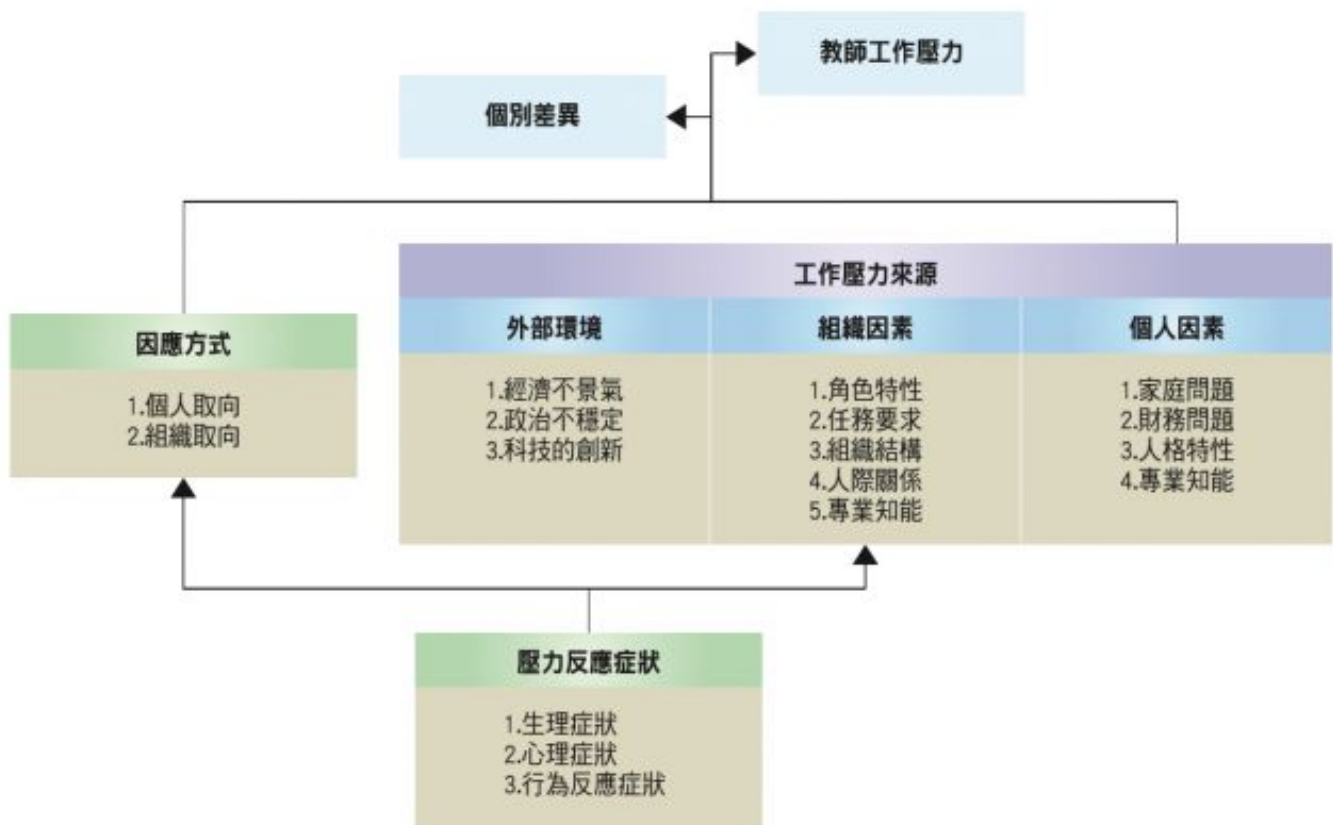 教師工作壓力
個別差異
工作壓力來源
因應方式
1.個人取向
2.組織取向
外部環境
1.經濟不景氣
2.政治不穩定
3.科技的創新
組織因素
1.角色特性
2.任務要求
3.組織結構
4.人際關係
5.專業知能
個人因素
1.家庭問題
2.財務問題
3.人格特性
4.專業知能
壓力反應症狀
1.生理症狀
2.心理症狀
3.行為反應症狀